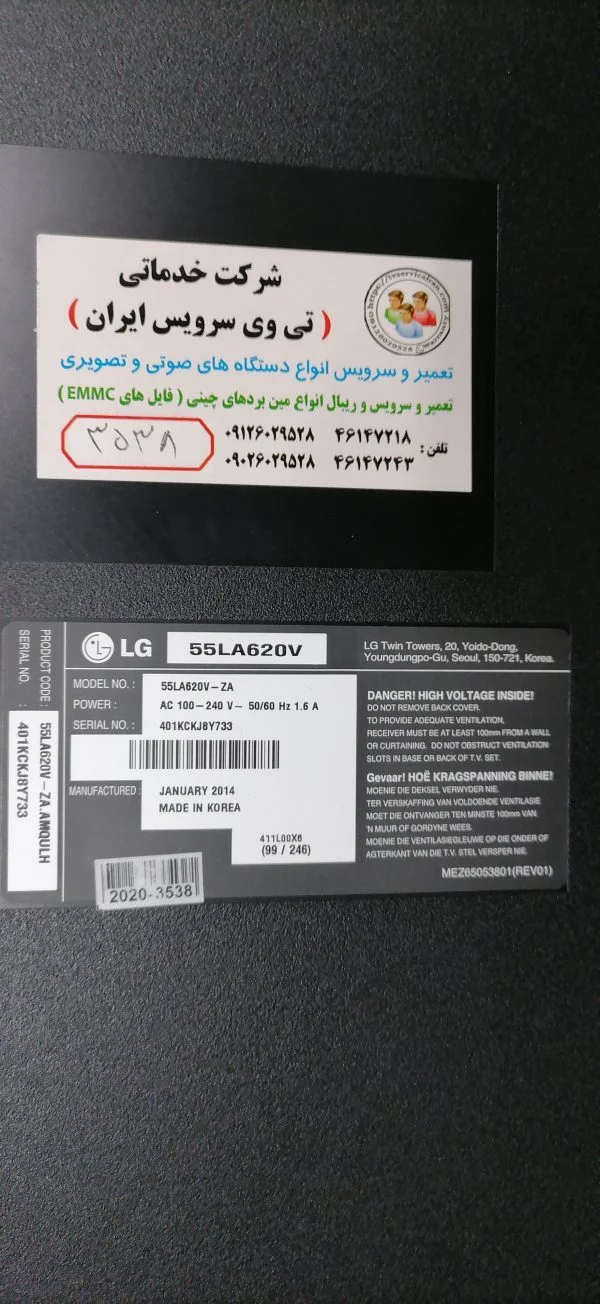 شرکت خدماتی
( تی وی سرویس ایران )
تعمیر و سرویس انواع دستگاه های صوتی و تصویری
تعمیر و سرویس و ریبال انواع مین بردهای چینی ( فایل های EMMC )
تلفن : ۴۶۱۴۷۲۱۸ ۰۹۱۲۶۰۲۹۵۲۸
۴۶۱۴۷۲۴۳ ۰۹۰۲۶۰۲۹۵۲۸
۳۵۳۸
LG 55LA620V
LG Twin Towers, 20, Yoido-Dong,
Youngdungpo-Gu, Seoul, 150-721, Korea.
MODEL NO. : 55LA620V-ZA
POWER : AC 100-240 V~ 50/60 Hz 1.6 A
SERIAL NO. : 401KCKJ8Y733
MANUFACTURED : JANUARY 2014
MADE IN KOREA
411L00X6
(99 / 246)
DANGER! HIGH VOLTAGE INSIDE!
DO NOT REMOVE BACK COVER.
TO PROVIDE ADEQUATE VENTILATION,
RECEIVER MUST BE AT LEAST 100mm FROM A WALL
OR CURTAINING. DO NOT OBSTRUCT VENTILATION
SLOTS IN BASE OR BACK OF T.V. SET.
Gevaar! HOË KRAGSPANNING BINNE!
MOENIE DIE DEKSEL VERWYDER NIE.
TER VERSKAFFING VAN VOLDOENDE VENTILASIE
MOET DIE ONTVANGER TEN MINSTE 100mm VAN
'N MUUR OF GORDYNE WEES.
MOENIE DIE VENTILASIEGLEUWE OP DIE ONDER OF
AGTERKANT VAN DIE T.V. STEL VERSPER NIE.
MEZ65053801(REV01)
PRODUCT CODE : 55LA620V-ZA.AMQULH
SERIAL NO. : 401KCKJ8Y733
2020-3538